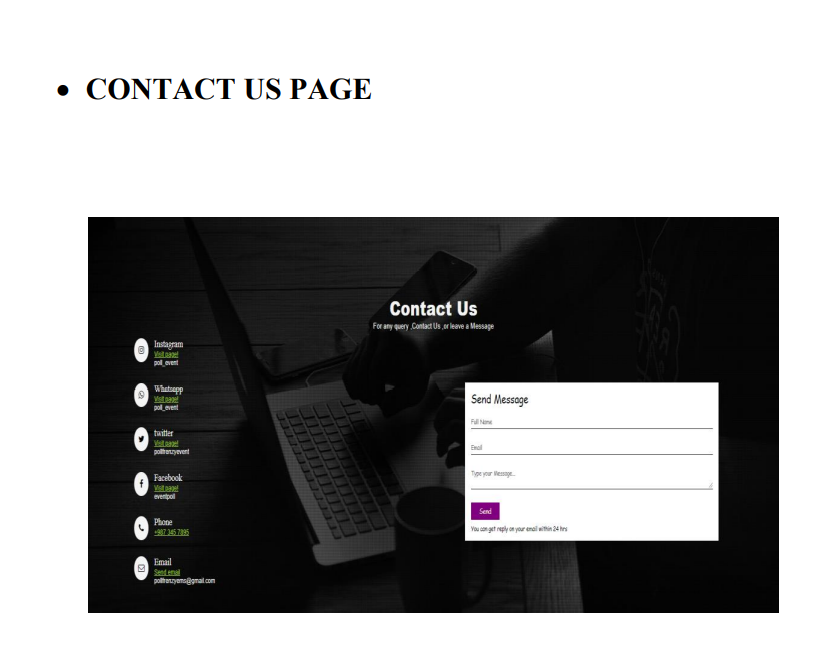 • CONTACT US PAGE
Contact Us
For any query ,Contact Us ,or leave a Message
Instagram
Visit page!
poll_event
Whatsapp
Visit page!
poll_event
twitter
Visit page!
pollfrenzyevent
Facebook
Visit page!
eventpoll
Phone
+987 345 7895
Email
Send email
pollfrenzyems@gmail.com
Send Message
Full Name
Email
Type your Message...
Send
You can get reply on your email within 24 hrs